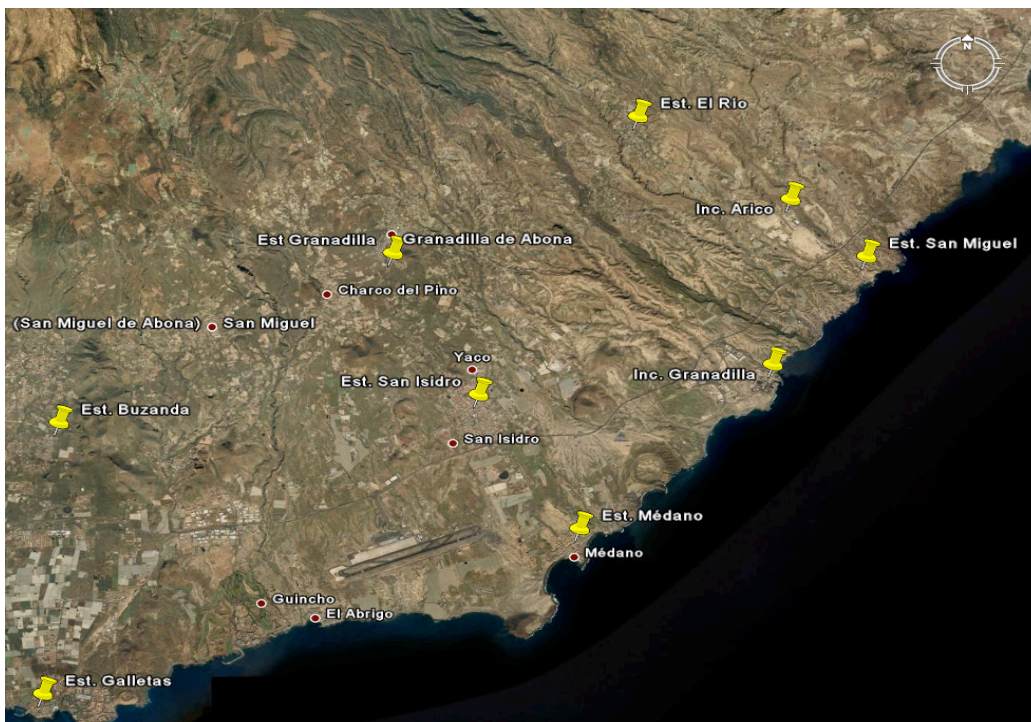 N
Est. El Rio
Inc. Arico
Est Granadilla
Granadilla de Abona
Est. San Miguel
Charco del Pino
(San Miguel de Abona)
San Miguel
Yaco
Inc. Granadilla
Est. San Isidro
Est. Buzanda
San Isidro
Est. Médano
Médano
Guincho
El Abrigo
Est. Galletas